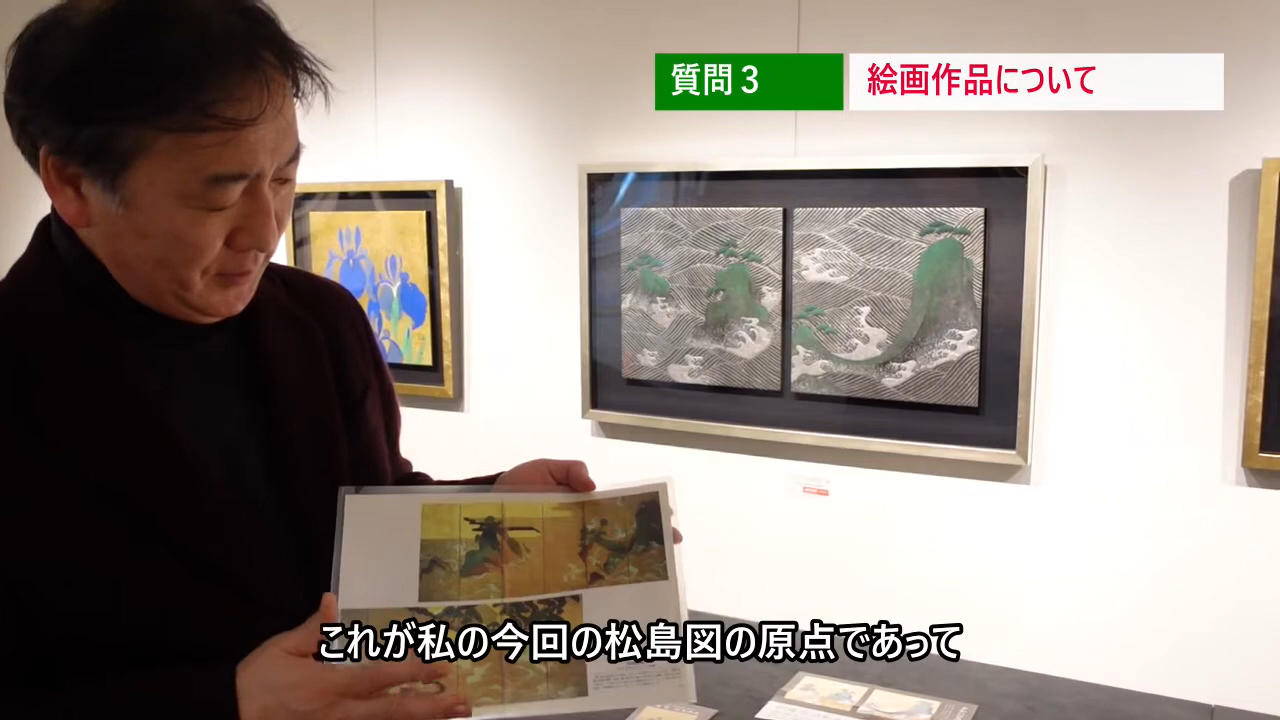 質問３
絵画作品について
これが私の今回の松島図の原点であって